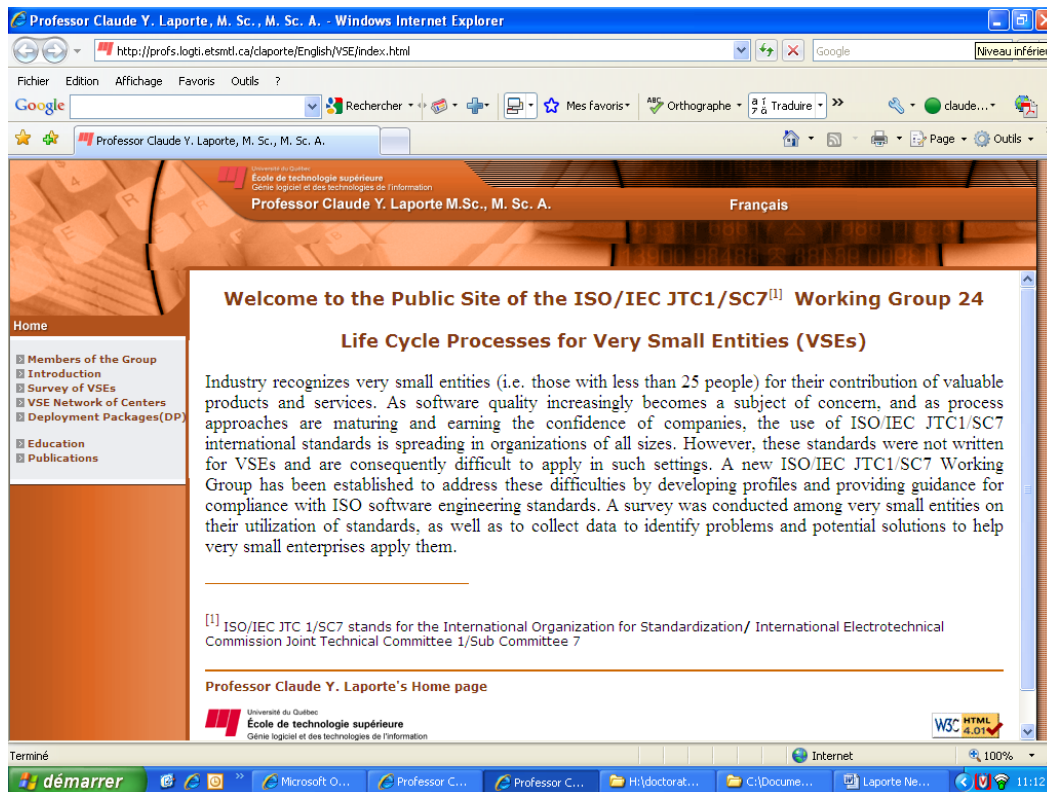 Professor Claude Y. Laporte, M. Sc., M. Sc. A. - Windows Internet Explorer
http://profs.logti.etsmtl.ca/claporte/English/VSE/index.html
Google
Niveau inférieu
Fichier Edition Affichage Favoris Outils ?
Google Rechercher Mes favoris ABC Orthographe Traduire » claude...
Professor Claude Y. Laporte, M. Sc., M. Sc. A. Page Outils
Université du Québec
École de technologie supérieure
Génie logiciel et des technologies de l'information
Professor Claude Y. Laporte M.Sc., M. Sc. A. Français
Home
Members of the Group
Introduction
Survey of VSEs
VSE Network of Centers
Deployment Packages(DP)
Education
Publications
Welcome to the Public Site of the ISO/IEC JTC1/SC7[1] Working Group 24
Life Cycle Processes for Very Small Entities (VSEs)
Industry recognizes very small entities (i.e. those with less than 25 people) for their contribution of valuable
products and services. As software quality increasingly becomes a subject of concern, and as process
approaches are maturing and earning the confidence of companies, the use of ISO/IEC JTC1/SC7
international standards is spreading in organizations of all sizes. However, these standards were not written
for VSEs and are consequently difficult to apply in such settings. A new ISO/IEC JTC1/SC7 Working
Group has been established to address these difficulties by developing profiles and providing guidance for
compliance with ISO software engineering standards. A survey was conducted among very small entities on
their utilization of standards, as well as to collect data to identify problems and potential solutions to help
very small enterprises apply them.
[1] ISO/IEC JTC 1/SC7 stands for the International Organization for Standardization/ International Electrotechnical
Commission Joint Technical Committee 1/Sub Committee 7
Professor Claude Y. Laporte's Home page
Université du Québec
École de technologie supérieure
Génie logiciel et des technologies de l'information
W3C HTML 4.01
Terminé Internet 100%
démarrer » Microsoft O... Professor C... Professor C... H:\doctorat... C:\Docume... Laporte Ne... 11:12